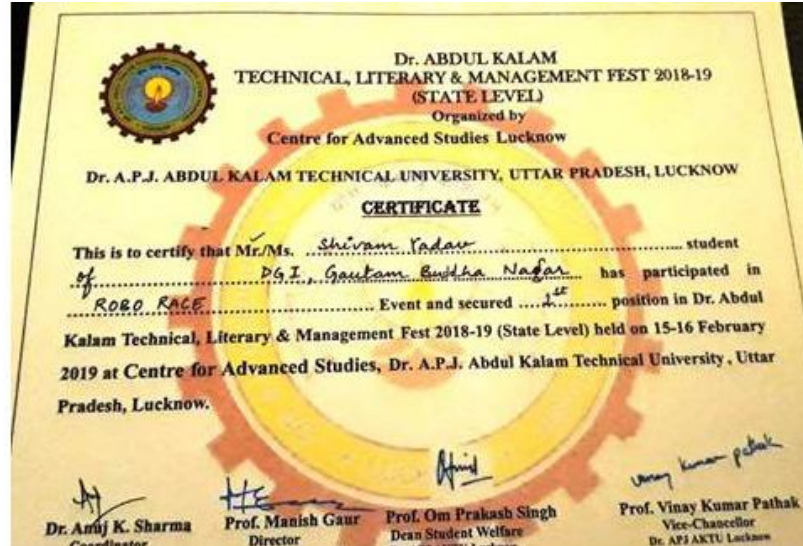 Dr. ABDUL KALAM
TECHNICAL, LITERARY & MANAGEMENT FEST 2018-19
(STATE LEVEL)
Organized by
Centre for Advanced Studies Lucknow
Dr. A.P.J. ABDUL KALAM TECHNICAL UNIVERSITY, UTTAR PRADESH, LUCKNOW
CERTIFICATE
This is to certify that Mr./Ms. Shivam Yadav student
of DGI, Gautam Buddha Nagar has participated in
ROBO RACE Event and secured 1st position in Dr. Abdul
Kalam Technical, Literary & Management Fest 2018-19 (State Level) held on 15-16 February
2019 at Centre for Advanced Studies, Dr. A.P.J. Abdul Kalam Technical University, Uttar
Pradesh, Lucknow.
vinay kumar pathak
Dr. Anuj K. Sharma Prof. Manish Gaur Prof. Om Prakash Singh Prof. Vinay Kumar Pathak
Coordinator Director Dean Student Welfare Vice-Chancellor
Dr. APJ AKTU Lucknow